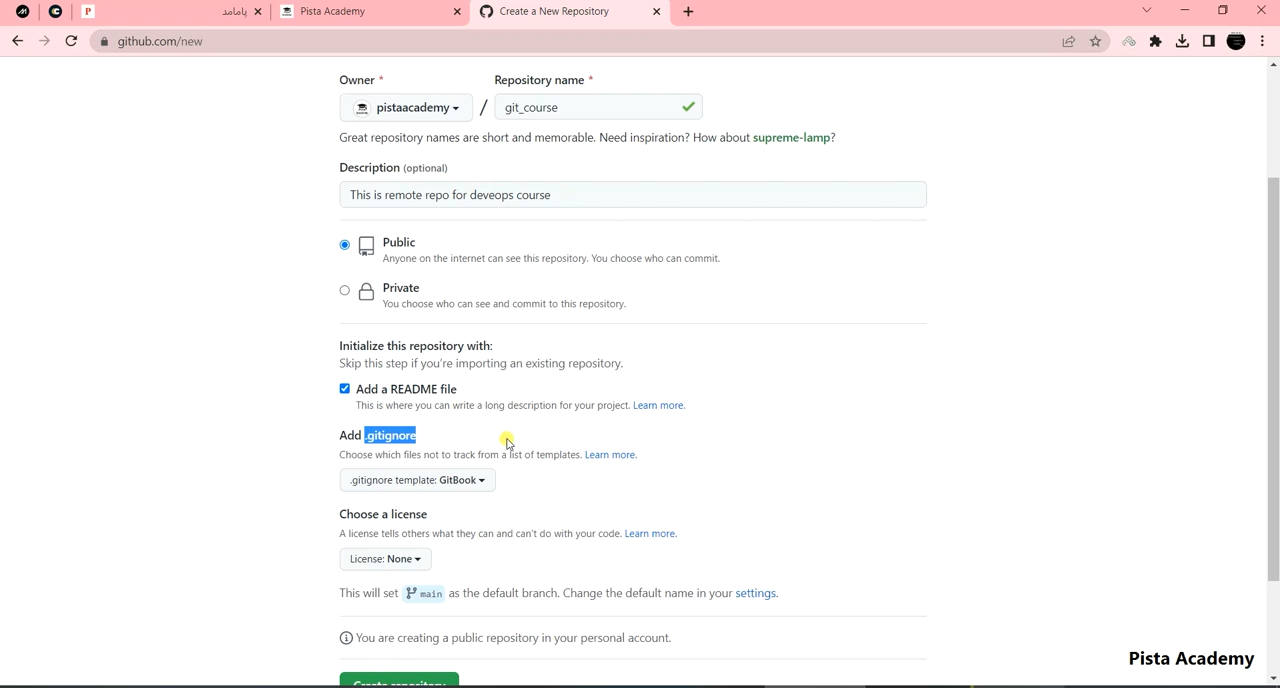 پامامد
Pista Academy
Create a New Repository
github.com/new
Owner *
Repository name *
pistaacademy
/
git_course
Great repository names are short and memorable. Need inspiration? How about supreme-lamp?
Description (optional)
This is remote repo for deveops course
Public
Anyone on the internet can see this repository. You choose who can commit.
Private
You choose who can see and commit to this repository.
Initialize this repository with:
Skip this step if you're importing an existing repository.
Add a README file
This is where you can write a long description for your project. Learn more.
Add .gitignore
Choose which files not to track from a list of templates. Learn more.
.gitignore template: GitBook
Choose a license
A license tells others what they can and can't do with your code. Learn more.
License: None
This will set main as the default branch. Change the default name in your settings.
You are creating a public repository in your personal account.
Create repository
Pista Academy